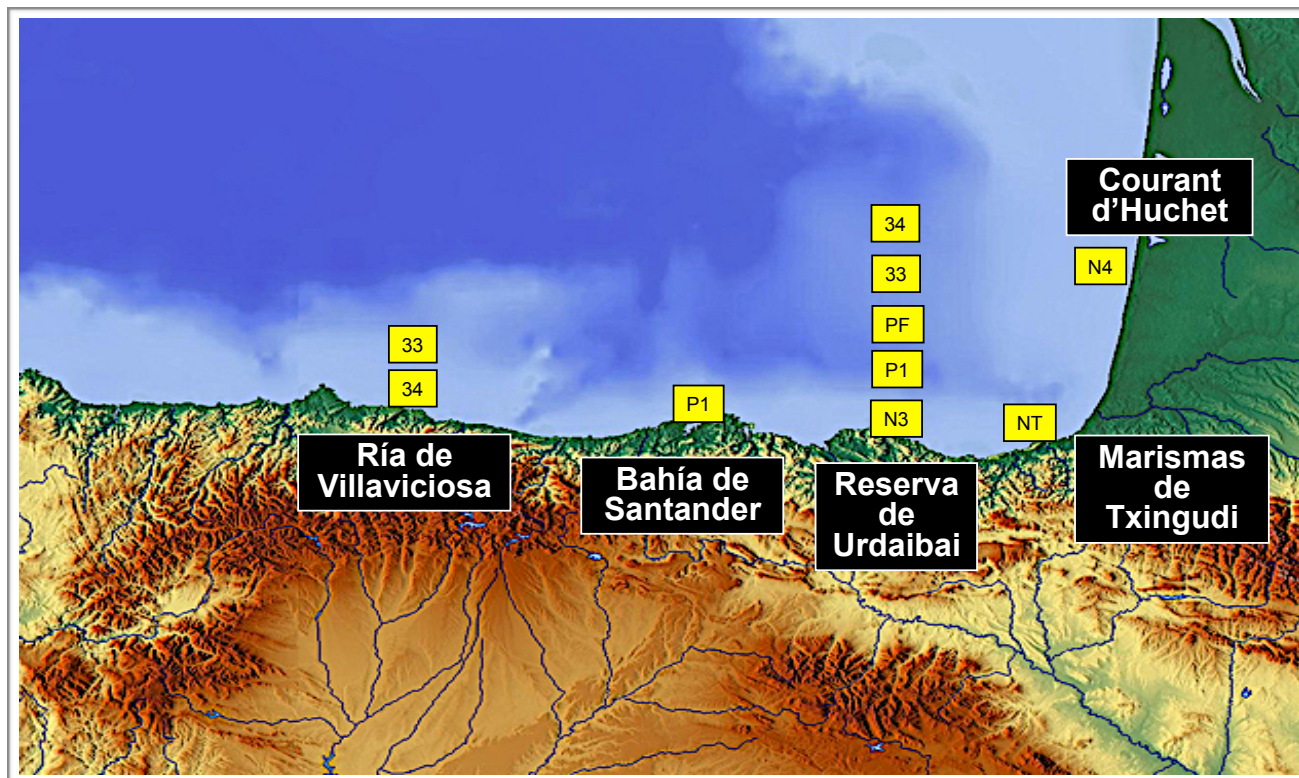 Courant
d’Huchet
34
33
PF
P1
N3
N4
33
34
P1
NT
Ría de
Villaviciosa
Bahía de
Santander
Reserva
de
Urdaibai
Marismas
de
Txingudi